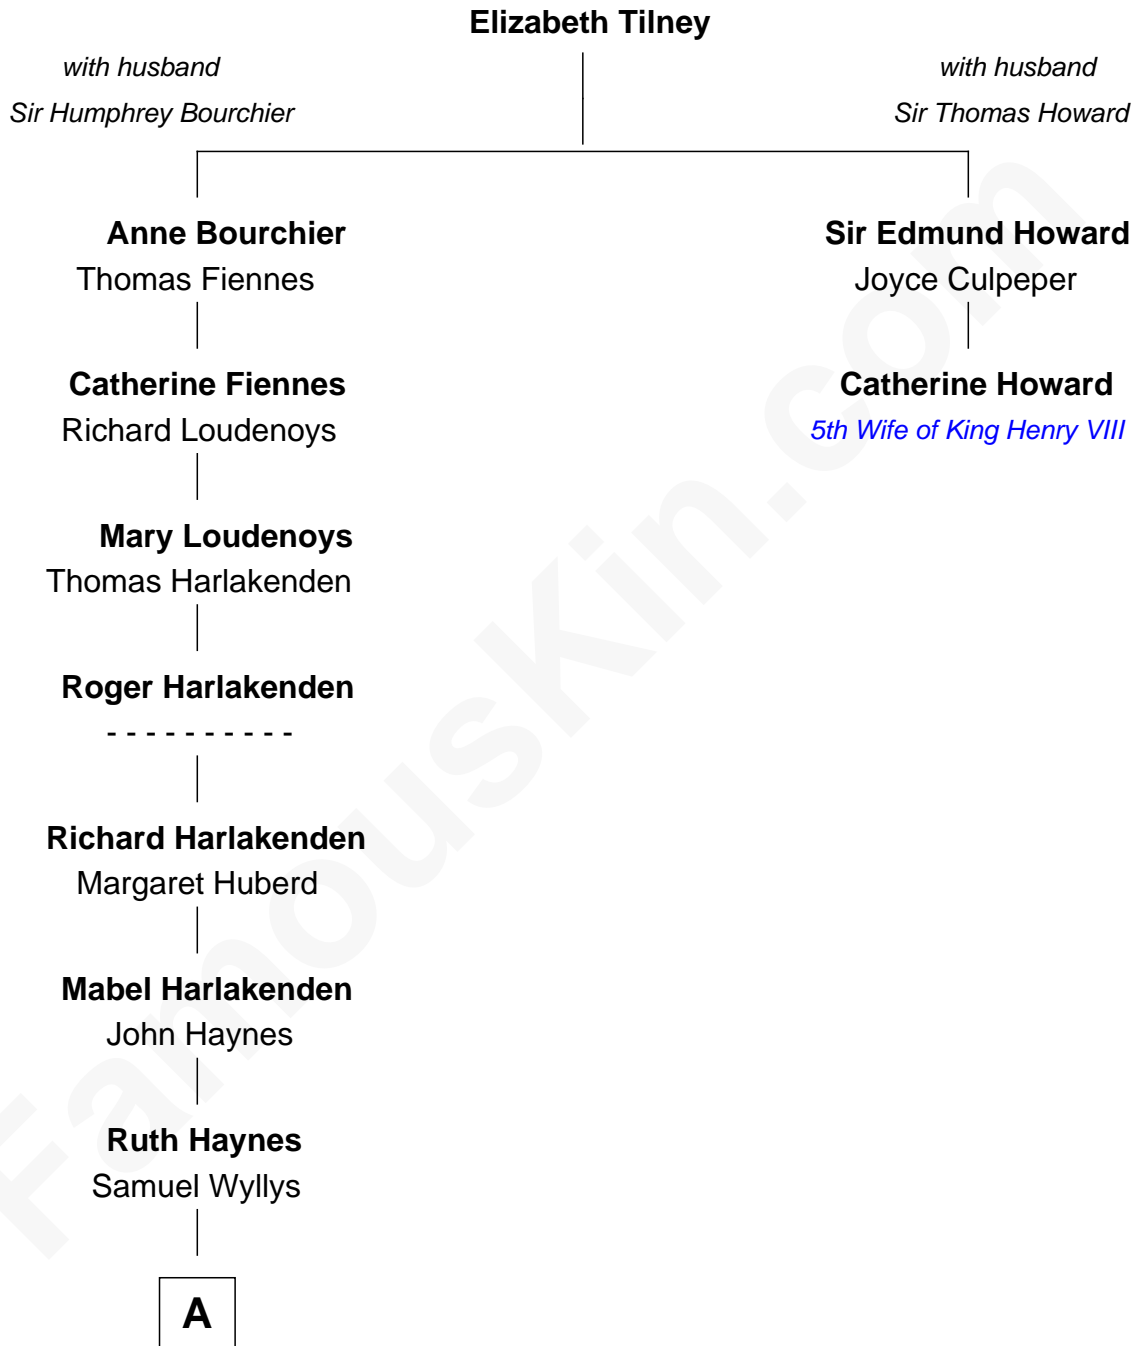 Elizabeth Tilney
with husband
Sir Humphrey Bourchier
with husband
Sir Thomas Howard
Anne Bourchier
Thomas Fiennes
Sir Edmund Howard
Joyce Culpeper
Catherine Fiennes
Richard Loudenoys
Catherine Howard
5th Wife of King Henry VIII
Mary Loudenoys
Thomas Harlakenden
Roger Harlakenden
- - - - - - - - - -
Richard Harlakenden
Margaret Huberd
Mabel Harlakenden
John Haynes
Ruth Haynes
Samuel Wyllys
A
FamousKin.com